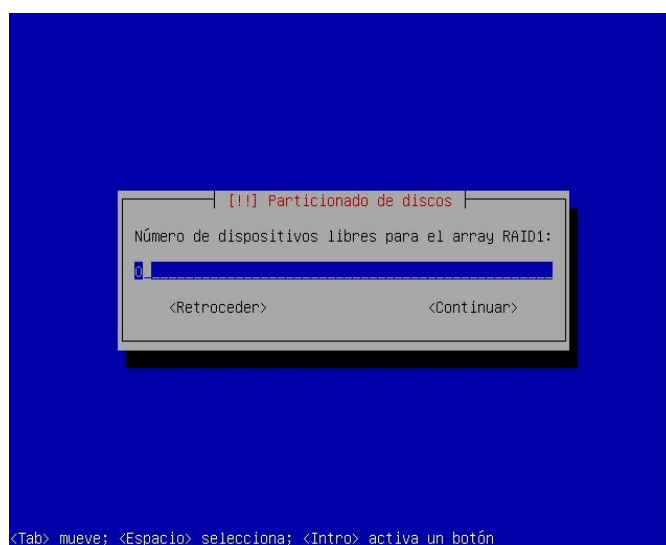 [!!] Particionado de discos
Número de dispositivos libres para el array RAID1:
0
<Retroceder> <Continuar>
<Tab> mueve; <Espacio> selecciona; <Intro> activa un botón